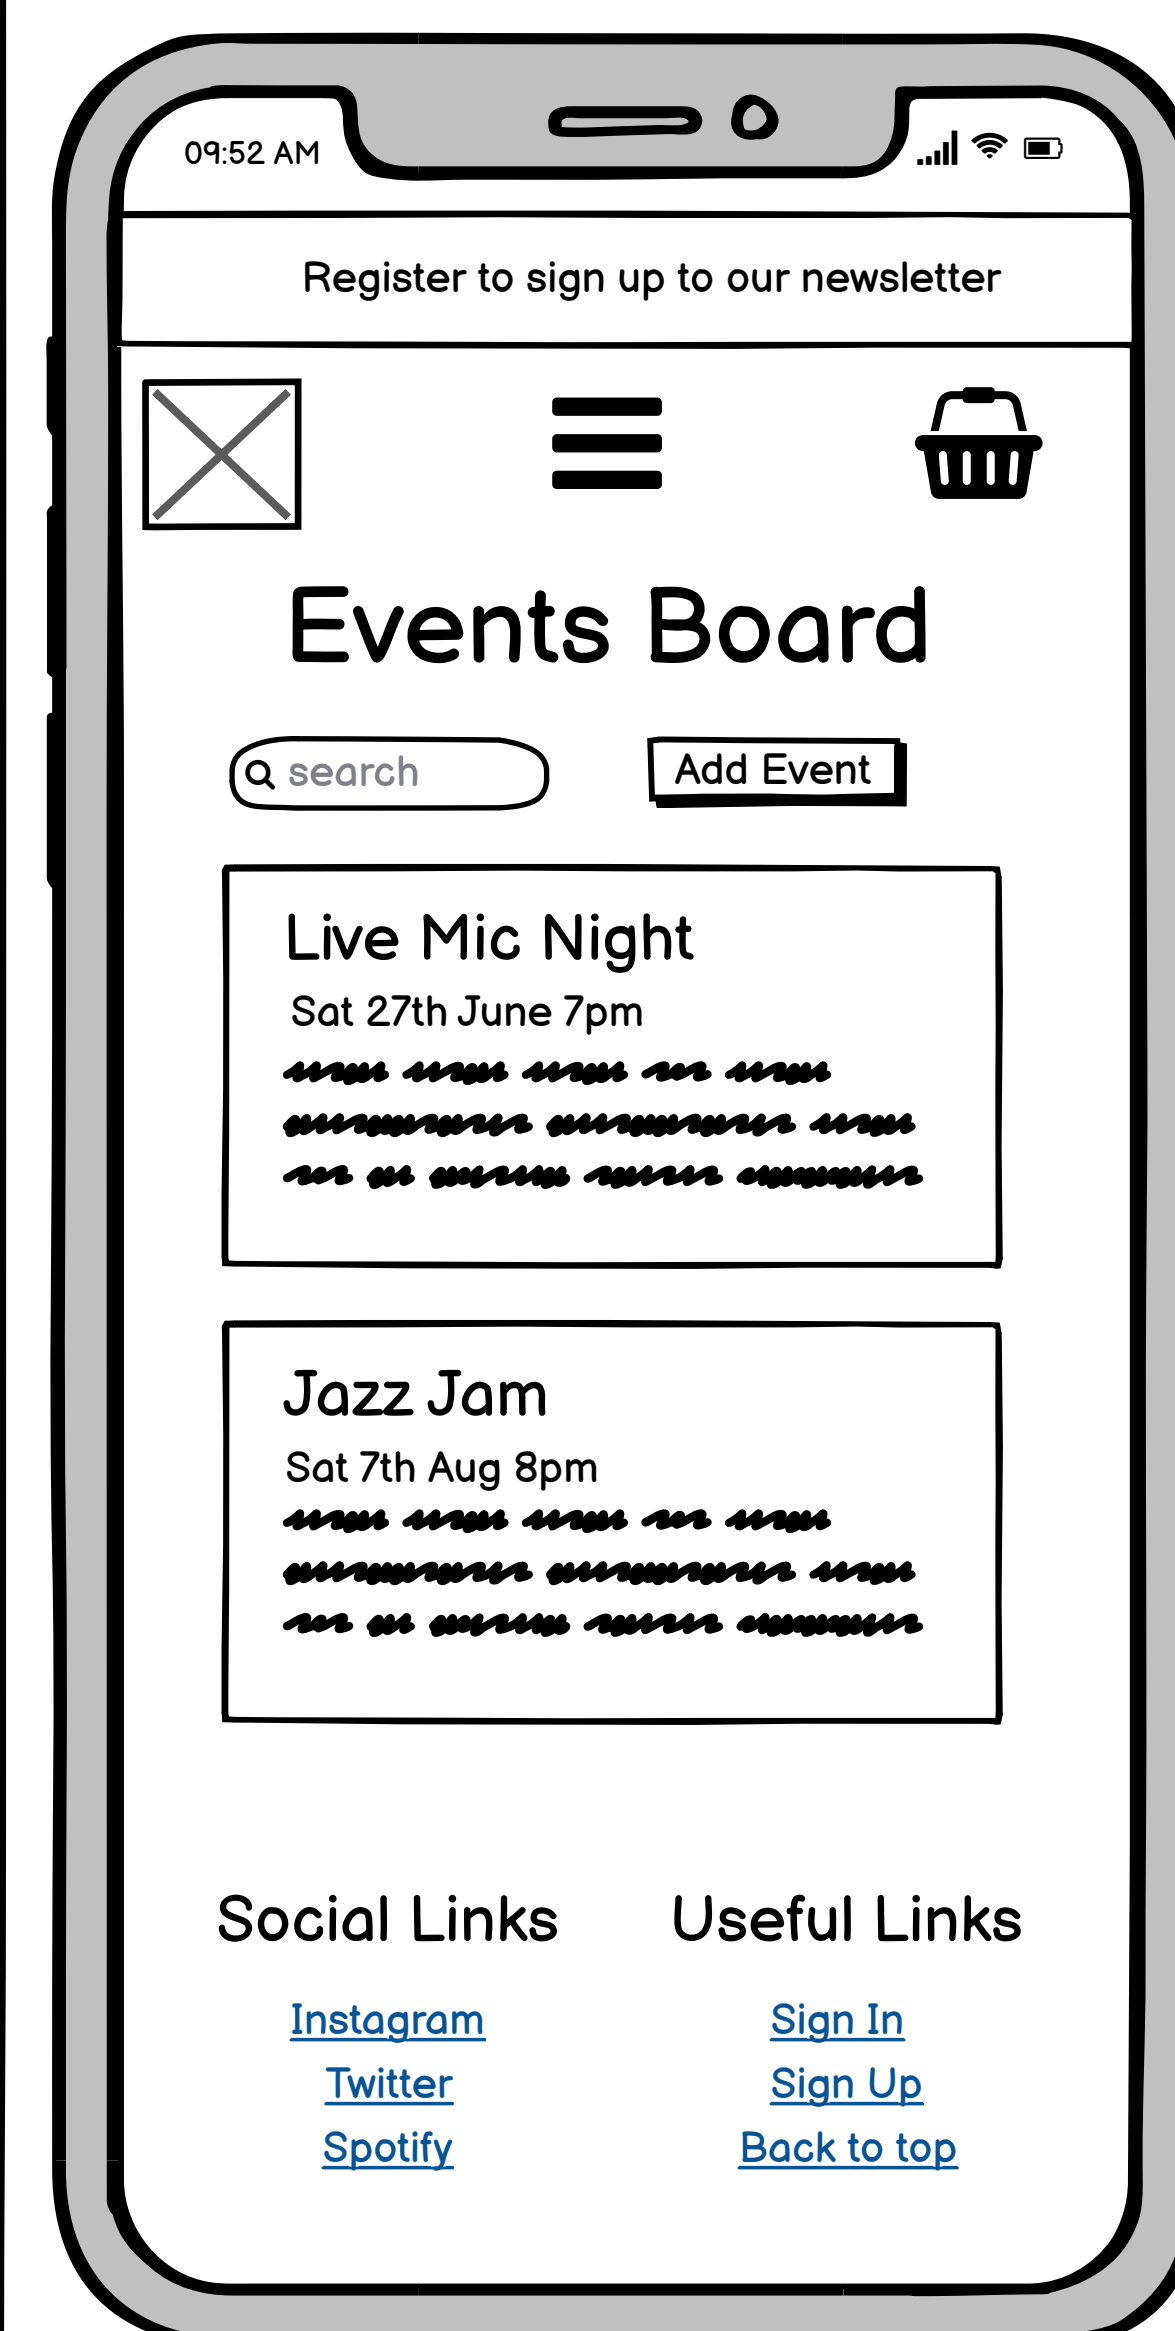 09:52 AM
Register to sign up to our newsletter
Events Board
search
Add Event
Live Mic Night
Sat 27th June 7pm
Jazz Jam
Sat 7th Aug 8pm
Social Links
Useful Links
Instagram
Sign In
Twitter
Sign Up
Spotify
Back to top